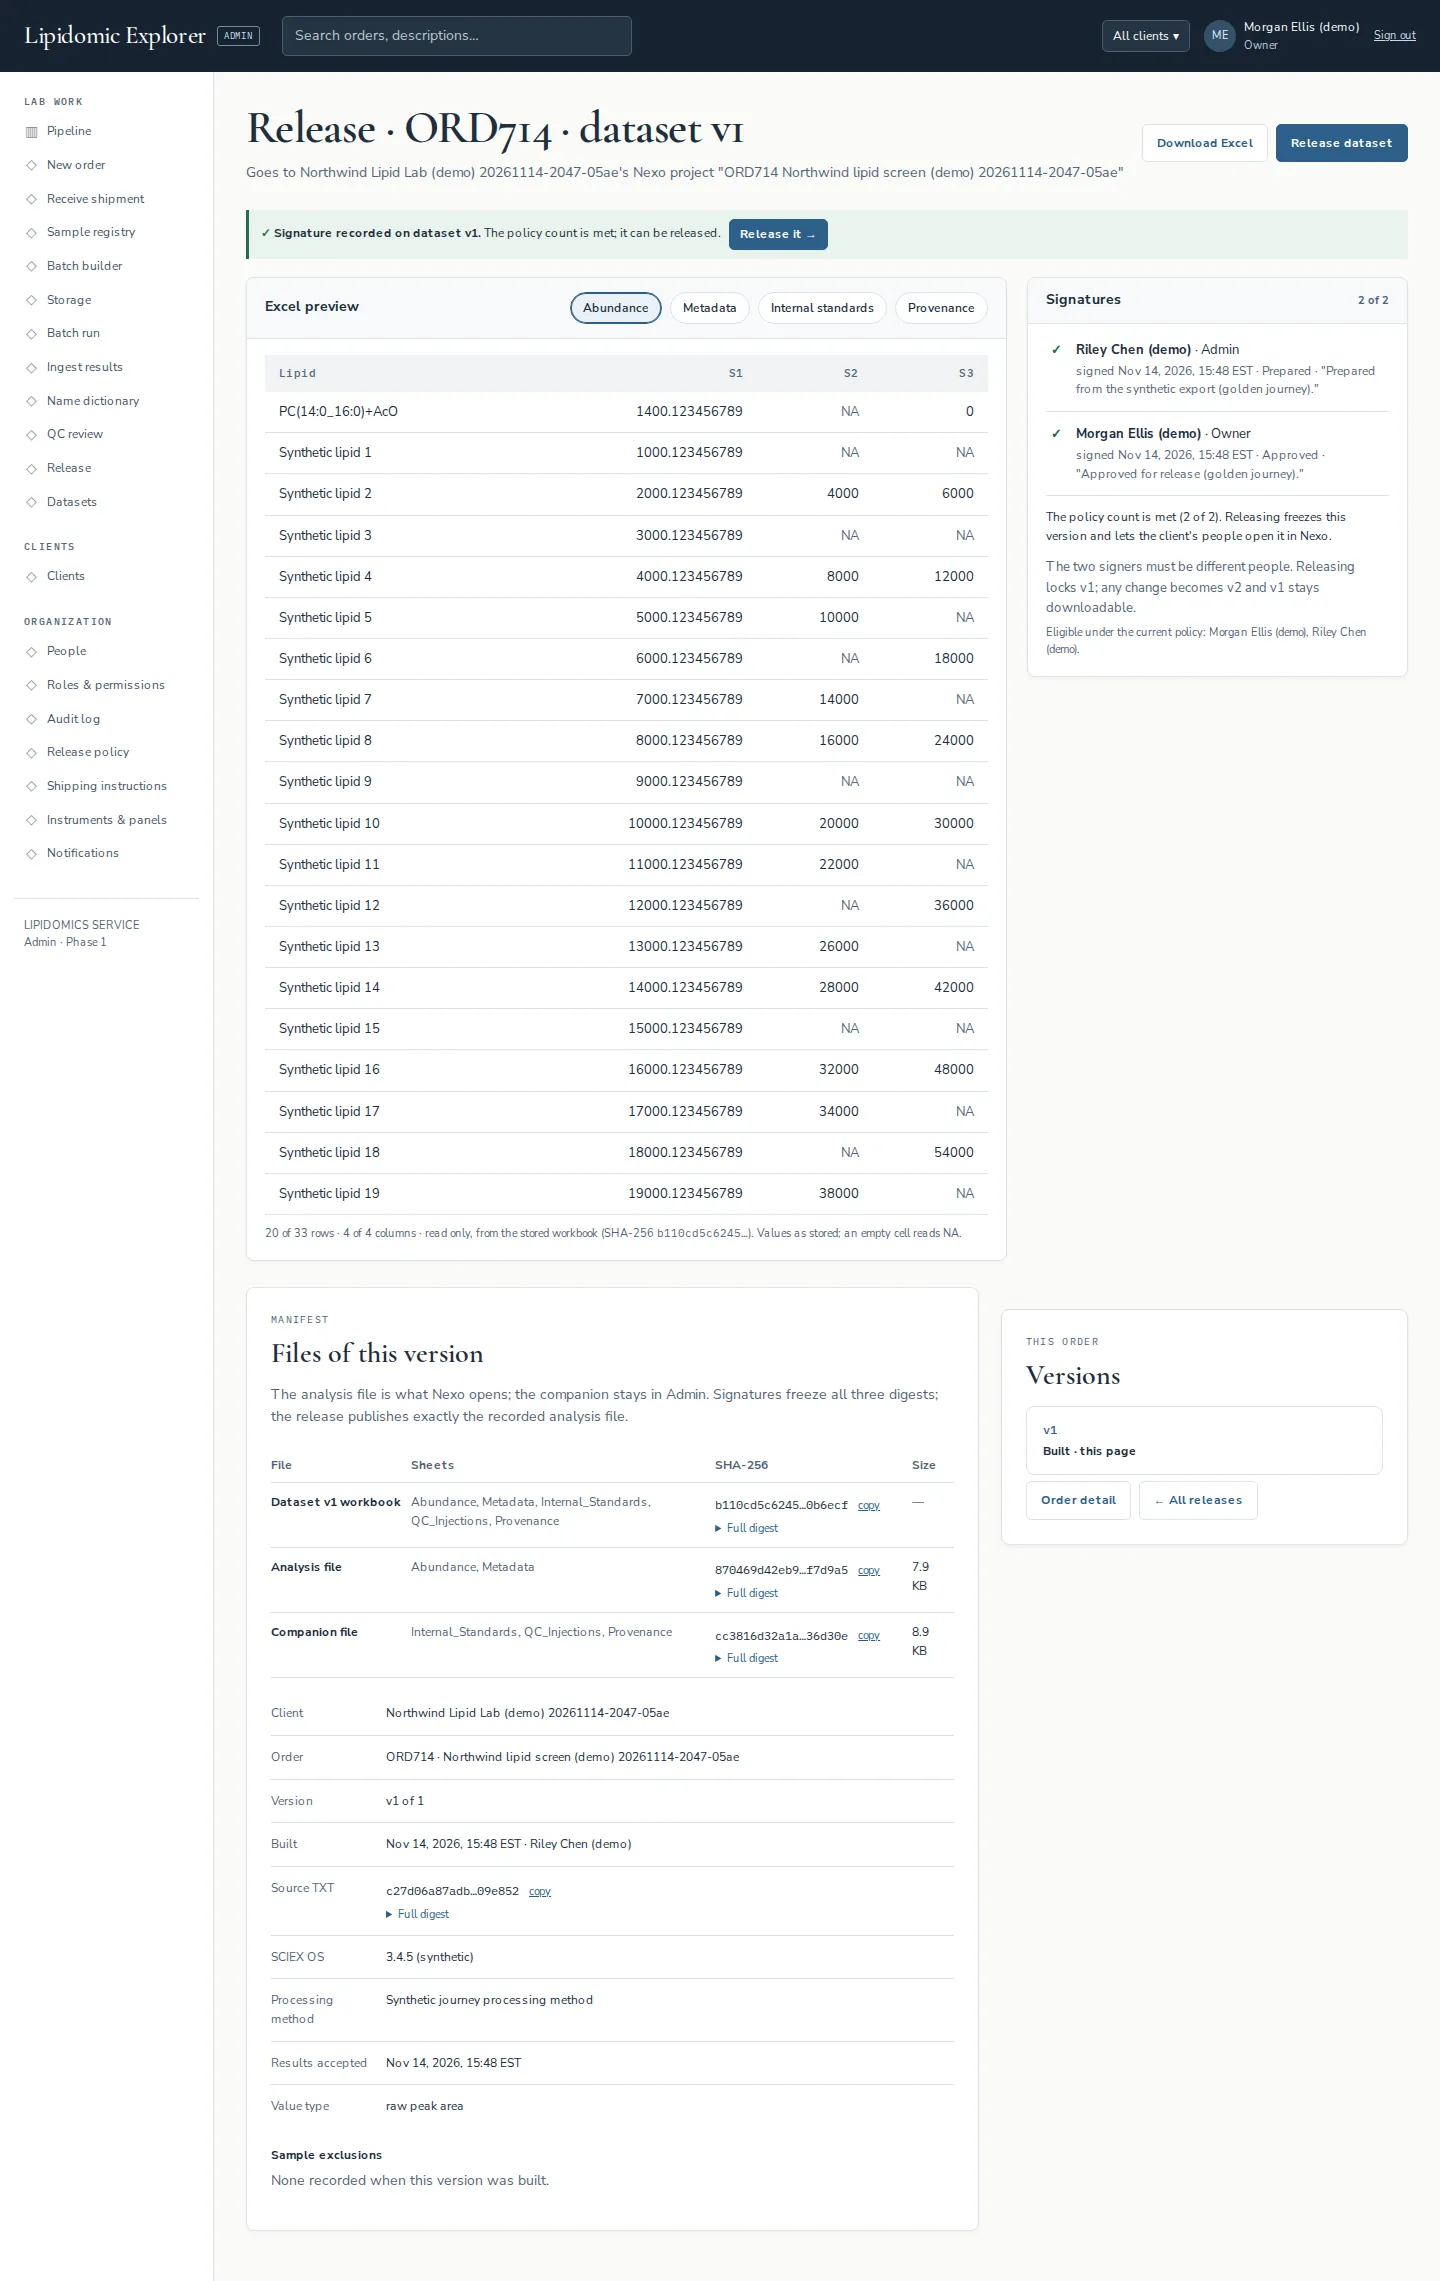 Lipidomic Explorer ADMIN
Search orders, descriptions...
All clients ▾
ME
Morgan Ellis (demo)
Owner
Sign out
LAB WORK
Pipeline
New order
Receive shipment
Sample registry
Batch builder
Storage
Batch run
Ingest results
Name dictionary
QC review
Release
Datasets
CLIENTS
Clients
ORGANIZATION
People
Roles & permissions
Audit log
Release policy
Shipping instructions
Instruments & panels
Notifications
LIPIDOMICS SERVICE
Admin · Phase 1
Release · ORD714 · dataset v1
Goes to Northwind Lipid Lab (demo) 20261114-2047-05ae's Nexo project "ORD714 Northwind lipid screen (demo) 20261114-2047-05ae"
Download Excel
Release dataset
✓ Signature recorded on dataset v1. The policy count is met; it can be released. Release it →
Excel preview
Abundance Metadata Internal standards Provenance
Lipid S1 S2 S3
PC(14:0_16:0)+AcO 1400.123456789 NA 0
Synthetic lipid 1 1000.123456789 NA NA
Synthetic lipid 2 2000.123456789 4000 6000
Synthetic lipid 3 3000.123456789 NA NA
Synthetic lipid 4 4000.123456789 8000 12000
Synthetic lipid 5 5000.123456789 10000 NA
Synthetic lipid 6 6000.123456789 NA 18000
Synthetic lipid 7 7000.123456789 14000 NA
Synthetic lipid 8 8000.123456789 16000 24000
Synthetic lipid 9 9000.123456789 NA NA
Synthetic lipid 10 10000.123456789 20000 30000
Synthetic lipid 11 11000.123456789 22000 NA
Synthetic lipid 12 12000.123456789 NA 36000
Synthetic lipid 13 13000.123456789 26000 NA
Synthetic lipid 14 14000.123456789 28000 42000
Synthetic lipid 15 15000.123456789 NA NA
Synthetic lipid 16 16000.123456789 32000 48000
Synthetic lipid 17 17000.123456789 34000 NA
Synthetic lipid 18 18000.123456789 NA 54000
Synthetic lipid 19 19000.123456789 38000 NA
20 of 33 rows · 4 of 4 columns · read only, from the stored workbook (SHA-256 b110cd5c6245…). Values as stored; an empty cell reads NA.
Signatures 2 of 2
✓ Riley Chen (demo) · Admin
signed Nov 14, 2026, 15:48 EST · Prepared · "Prepared
from the synthetic export (golden journey)."
✓ Morgan Ellis (demo) · Owner
signed Nov 14, 2026, 15:48 EST · Approved ·
"Approved for release (golden journey)."
The policy count is met (2 of 2). Releasing freezes this
version and lets the client's people open it in Nexo.
The two signers must be different people. Releasing
locks v1; any change becomes v2 and v1 stays
downloadable.
Eligible under the current policy: Morgan Ellis (demo), Riley Chen
(demo).
MANIFEST
Files of this version
The analysis file is what Nexo opens; the companion stays in Admin. Signatures freeze all three digests;
the release publishes exactly the recorded analysis file.
File Sheets SHA-256 Size
Dataset v1 workbook Abundance, Metadata, Internal_Standards, b110cd5c6245…0b6ecf copy —
QC_Injections, Provenance ▶ Full digest
Analysis file Abundance, Metadata 870469d42eb9…f7d9a5 copy 7.9
▶ Full digest KB
Companion file Internal_Standards, QC_Injections, Provenance cc3816d32a1a…36d30e copy 8.9
▶ Full digest KB
Client Northwind Lipid Lab (demo) 20261114-2047-05ae
Order ORD714 · Northwind lipid screen (demo) 20261114-2047-05ae
Version v1 of 1
Built Nov 14, 2026, 15:48 EST · Riley Chen (demo)
Source TXT c27d06a87adb…09e852 copy
▶ Full digest
SCIEX OS 3.4.5 (synthetic)
Processing Synthetic journey processing method
method
Results accepted Nov 14, 2026, 15:48 EST
Value type raw peak area
Sample exclusions
None recorded when this version was built.
THIS ORDER
Versions
v1
Built · this page
Order detail
← All releases